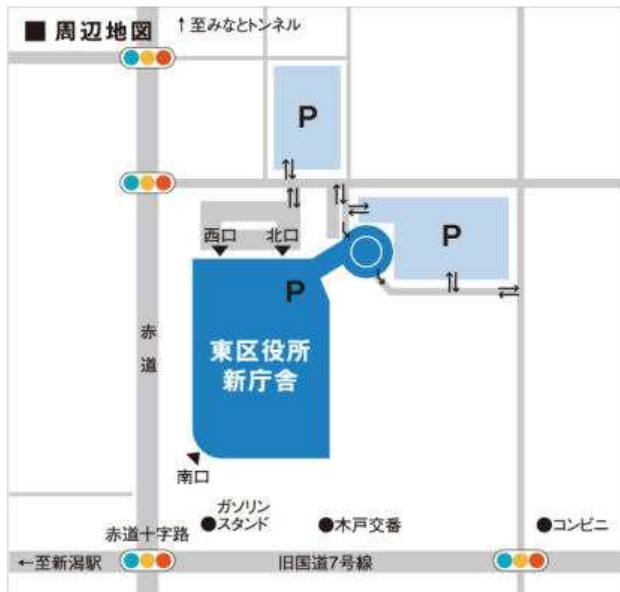 ■ 周辺地図
↑至みなとトンネル
P
P
西口
北口
P
東区役所
新庁舎
赤道
南口
ガソリン
スタンド
木戸交番
コンビニ
赤道十字路
←至新潟駅
旧国道7号線